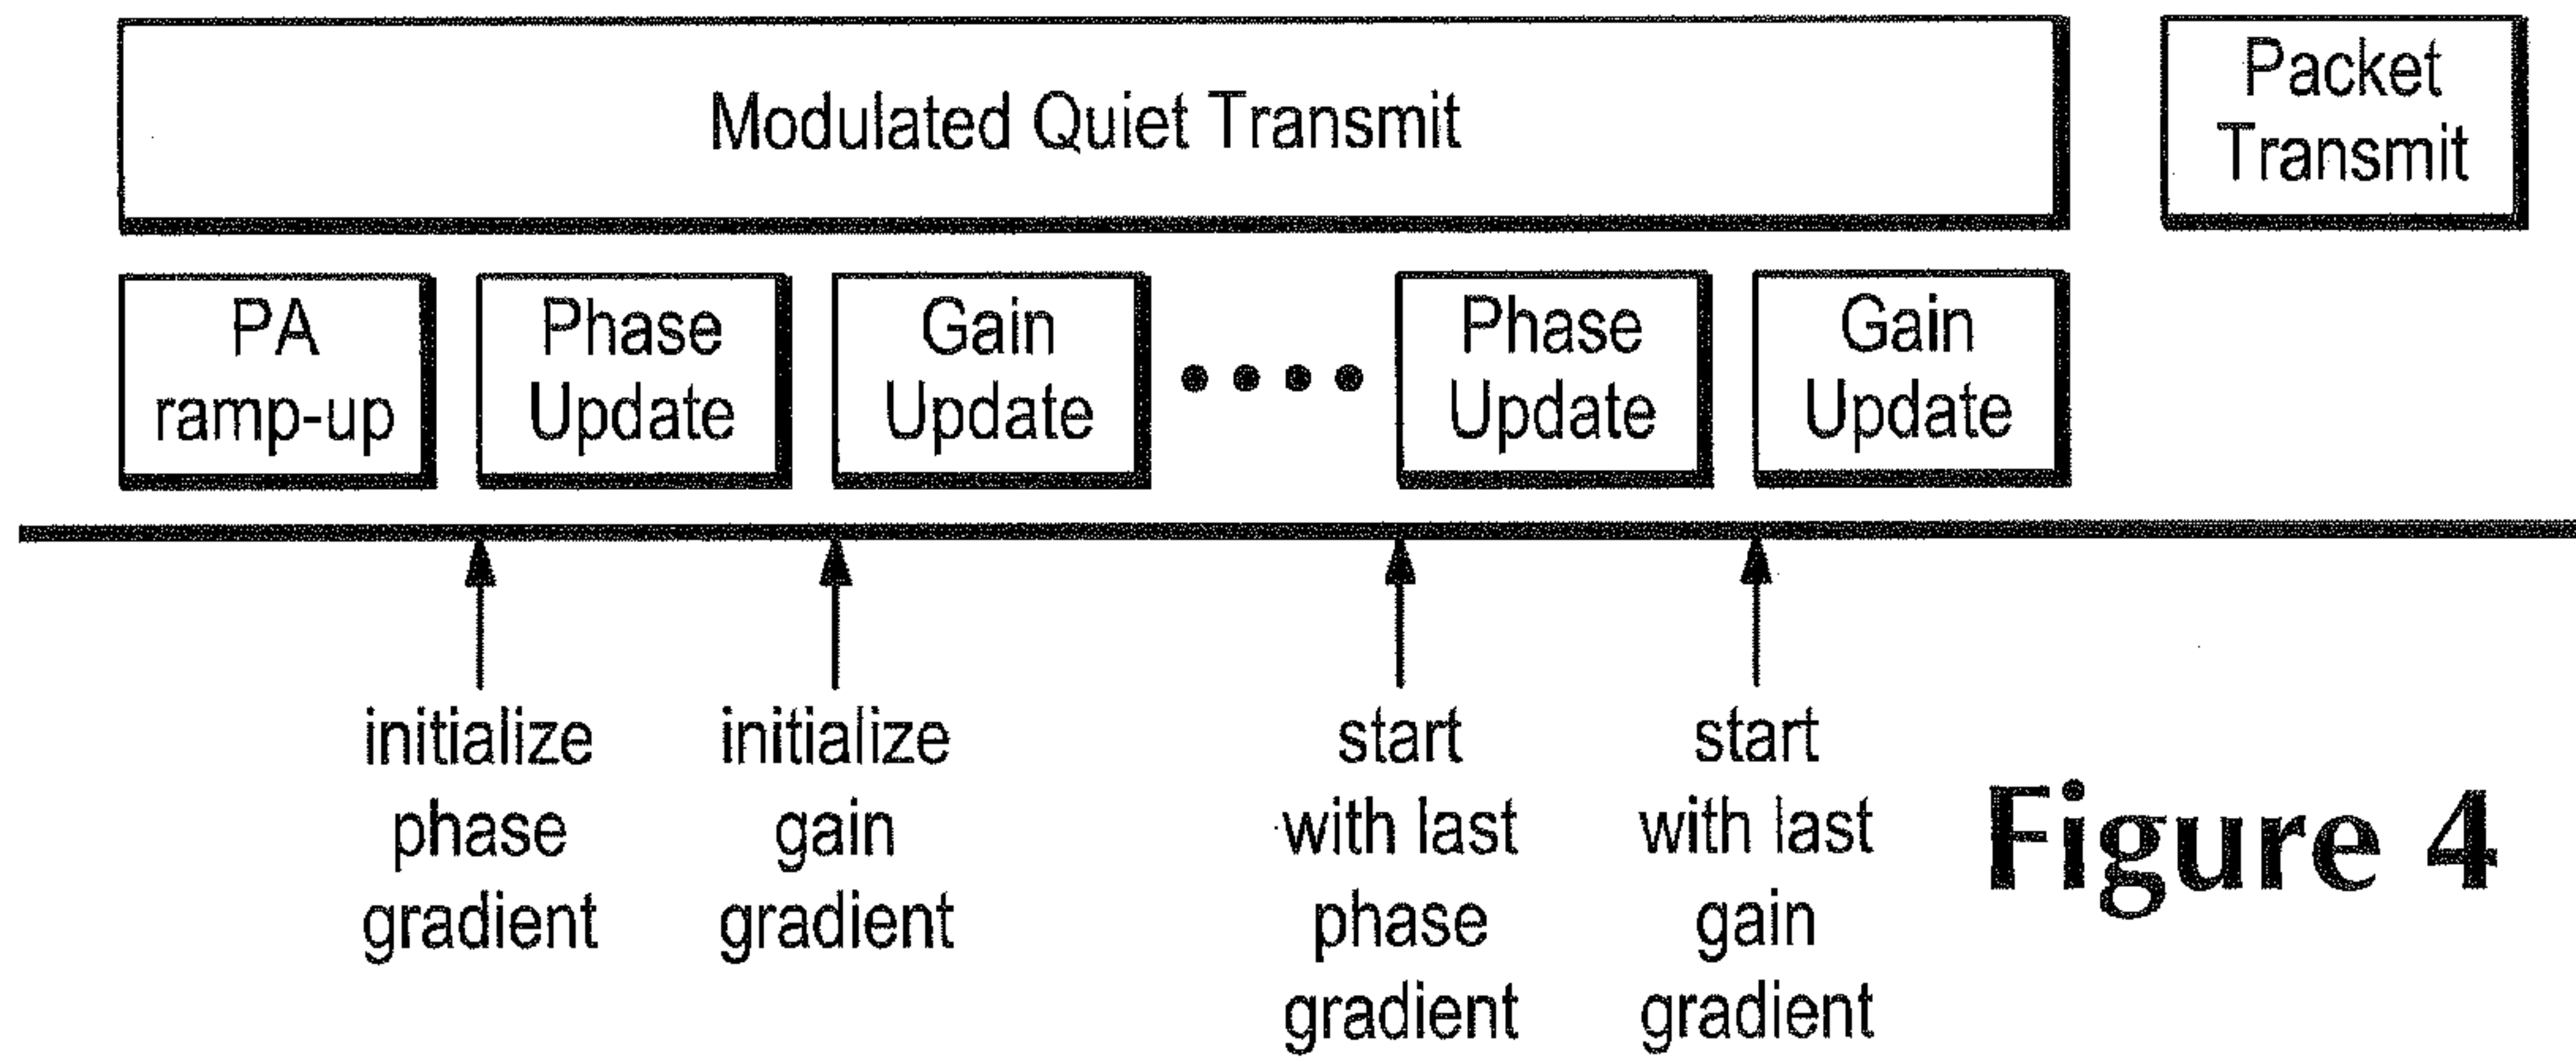 Modulated Quiet Transmit
Packet
Transmit
PA
ramp-up
Phase
Update
Gain
Update
Phase
Update
Gain
Update
initialize
phase
gradient
initialize
gain
gradient
start
with last
phase
gradient
start
with last
gain
gradient
Figure 4